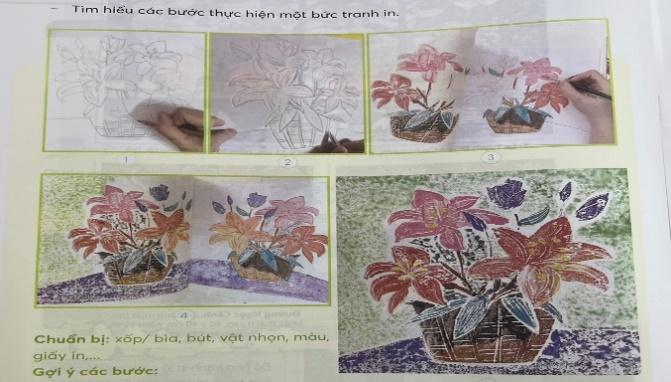 – Tìm hiểu các bước thực hiện một bức tranh in.
1
2
3
4
Chuẩn bị: xốp/ bìa, bút, vật nhọn, màu,
giấy in,...
Gợi ý các bước: